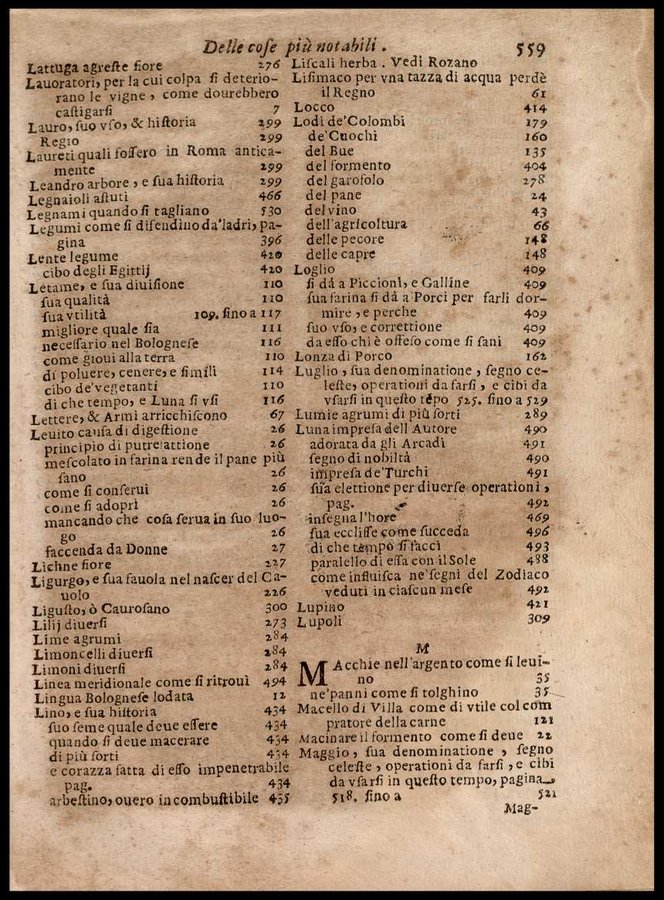 Delle coſe più notabili. 559
Lattuga agreſte fiore 276
Lauoratori, per la cui colpa ſi deterio-
rano le vigne, come dourebbero
caſtigarſi 7
Lauro, ſuo vſo, & hiſtoria 299
Regio 299
Laureti quali foſſero in Roma antica-
mente 299
Leandro arbore, e ſua hiſtoria 299
Legnaioli aſtuti 466
Legnami quando ſi tagliano 530
Legumi come ſi difendino da'ladri, pa-
gina 396
Lente legume 420
cibo degli Egittij 420
Letame, e ſua diuiſione 110
ſua qualità 110
ſua vtilità 109. ſino a 117
migliore quale ſia 111
neceſſario nel Bologneſe 116
come gioui alla terra 110
di poluere, cenere, e ſimili 114
cibo de'vegetanti 110
di che tempo, e Luna ſi vſi 116
Lettere, & Armi arricchiſcono 67
Leuito cauſa di digeſtione 26
principio di putrefattione 26
meſcolato in farina rende il pane più
ſano 26
come ſi conſerui 26
come ſi adopri 26
mancando che coſa ſerua in ſuo luo-
go 26
faccenda da Donne 27
Lichne fiore 227
Ligurgo, e ſua fauola nel naſcer del Ca-
uolo 226
Liguſto, ò Cauroſano 300
Lilij diuerſi 273
Lime agrumi 284
Limoncelli diuerſi 284
Limoni diuerſi 284
Linea meridionale come ſi ritroui 494
Lingua Bologneſe lodata 12
Lino, e ſua hiſtoria 434
ſuo ſeme quale deue eſſere 434
quando ſi deue macerare 434
di più ſorti 434
e corazza fatta di eſſo impenetrabile
pag. 434
arbeſtino, ouero incombuſtibile 435
Liſcali herba. Vedi Rozano
Liſimaco per vna tazza di acqua perdè
il Regno 61
Locco 414
Lodi de'Colombi 179
de'Cuochi 160
del Bue 135
del formento 404
del garofolo 278
del pane 24
del vino 43
dell'agricoltura 66
delle pecore 148
delle capre 148
Loglio 409
ſi dà a Piccioni, e Galline 409
ſua farina ſi dà a Porci per farli dor-
mire, e perche 409
ſuo vſo, e correttione 409
da eſſo chi è offeſo come ſi ſani 409
Lonza di Porco 162
Luglio, ſua denominatione, ſegno ce-
leſte, operationi da farſi, e cibi da
vſarſi in queſto tẽpo 525. ſino a 529
Lumie agrumi di più ſorti 289
Luna impreſa dell Autore 490
adorata da gli Arcadi 491
ſegno di nobiltà 490
impreſa de'Turchi 491
ſua elettione per diuerſe operationi,
pag. 492
inſegna l'hore 469
ſua eccliſſe come ſucceda 496
di che tempo ſi facci 493
paralello di eſſa con il Sole 488
come influiſca ne'ſegni del Zodiaco
veduti in ciaſcun meſe 492
Lupino 421
Lupoli 309
M
MAcchie nell'argento come ſi leui-
no 35
ne'panni come ſi tolghino 35
Macello di Villa come di vtile col com
pratore della carne 121
Macinare il formento come ſi deue 22
Maggio, ſua denominatione, ſegno
celeſte, operationi da farſi, e cibi
da vſarſi in queſto tempo, pagina
518. ſino a 521
Mag-